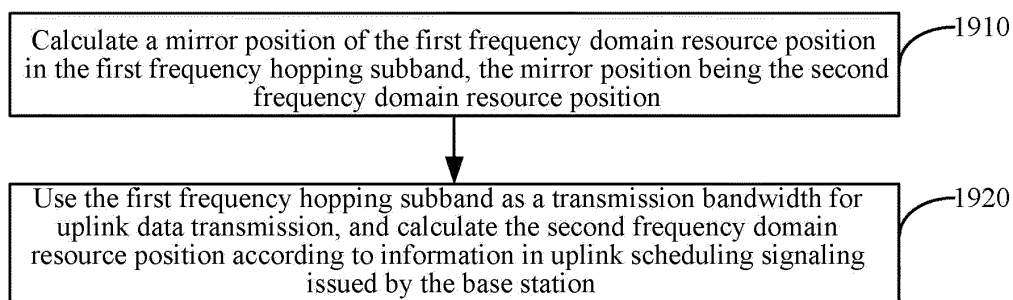 Calculate a mirror position of the first frequency domain resource position
in the first frequency hopping subband, the mirror position being the second
frequency domain resource position
1910
Use the first frequency hopping subband as a transmission bandwidth for
uplink data transmission, and calculate the second frequency domain
resource position according to information in uplink scheduling signaling
issued by the base station
1920